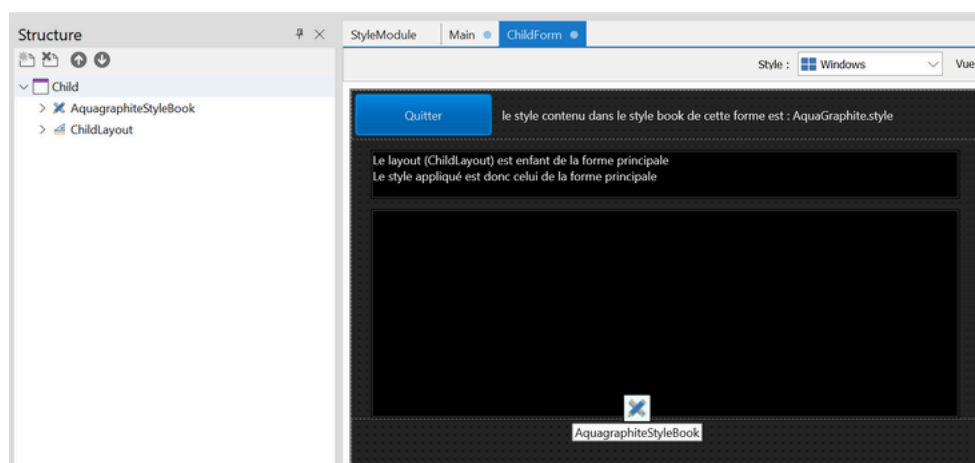 Structure
Child
AquagraphiteStyleBook
ChildLayout
StyleModule
Main
ChildForm
Style :
Windows
Vue
Quitter
le style contenu dans le style book de cette forme est : AquaGraphite.style
Le layout (ChildLayout) est enfant de la forme principale
Le style appliqué est donc celui de la forme principale
AquagraphiteStyleBook